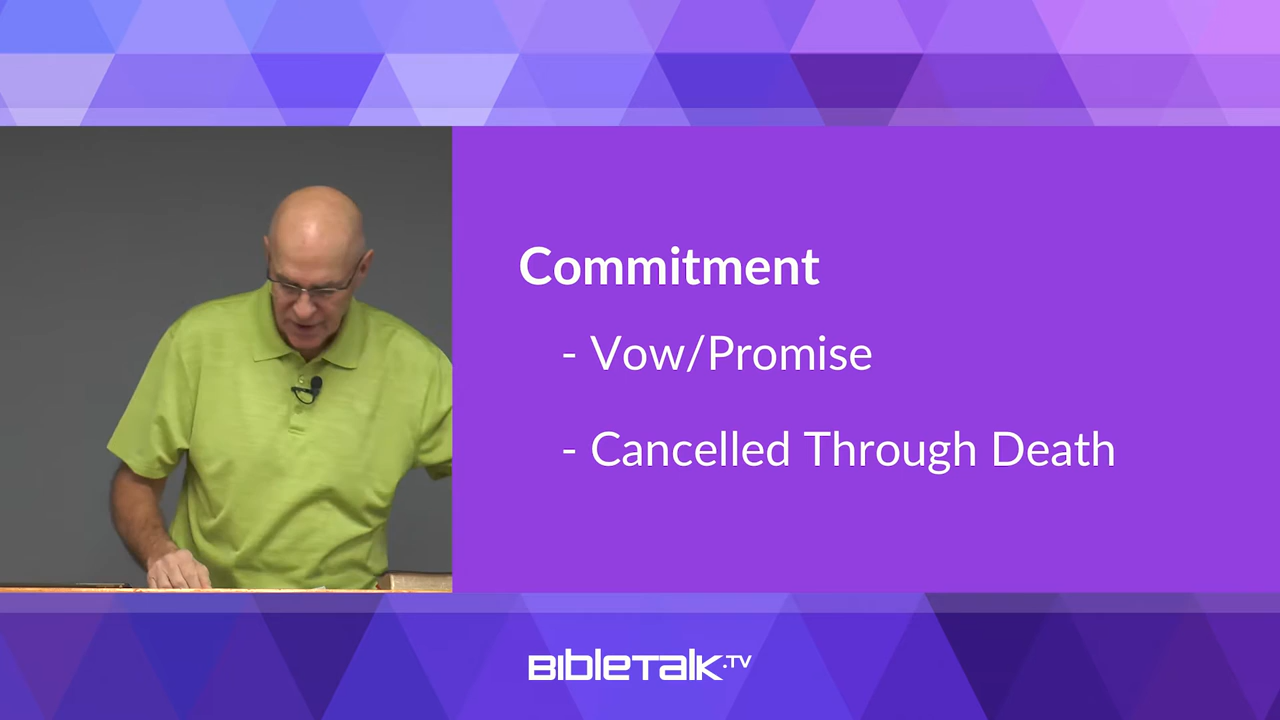 Commitment
- Vow/Promise
- Cancelled Through Death
BibleTalk.TV